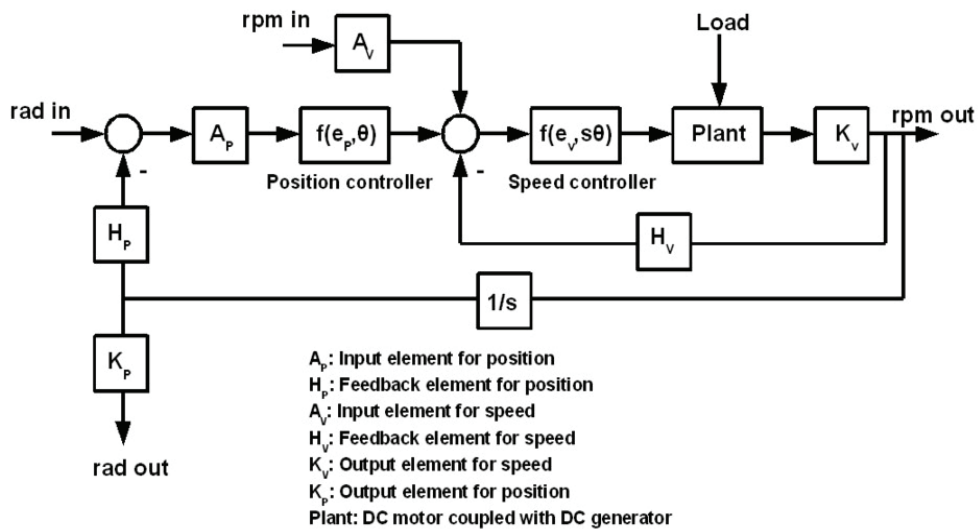 rpm in
A_V
Load
rad in
A_P
f(e_P,θ)
f(e_V,sθ)
Plant
K_V
rpm out
-
Position controller
-
Speed controller
H_P
H_V
1/s
K_P
rad out
A_P: Input element for position
H_P: Feedback element for position
A_V: Input element for speed
H_V: Feedback element for speed
K_V: Output element for speed
K_P: Output element for position
Plant: DC motor coupled with DC generator